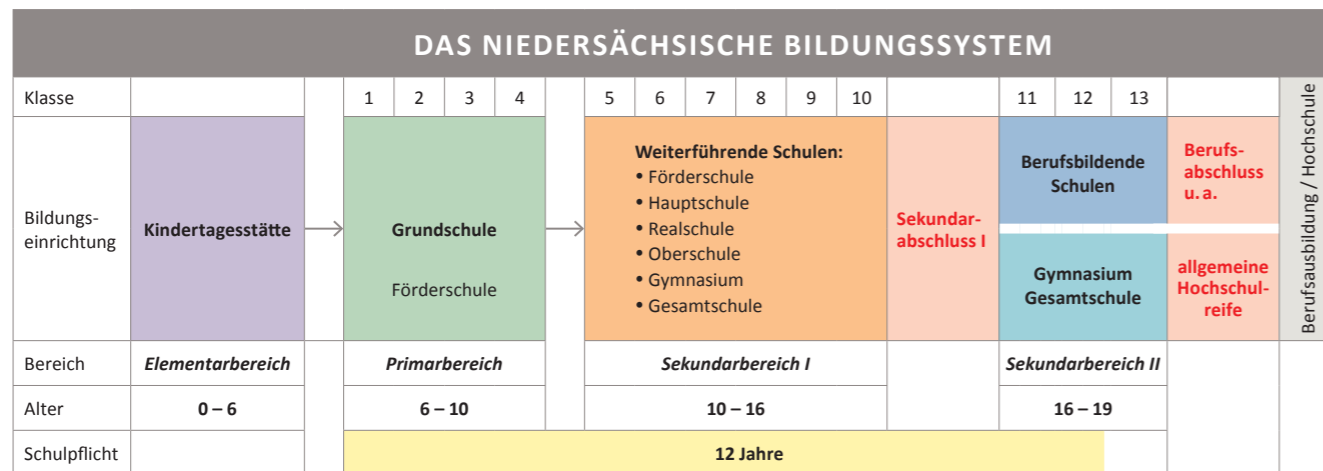 DAS NIEDERSÄCHSISCHE BILDUNGSSYSTEM
Klasse
1 2 3 4
5 6 7 8 9 10
11 12 13
Bildungs-
einrichtung
Kindertagesstätte
Grundschule
Förderschule
Weiterführende Schulen:
• Förderschule
• Hauptschule
• Realschule
• Oberschule
• Gymnasium
• Gesamtschule
Sekundar-
abschluss I
Berufsbildende
Schulen
Gymnasium
Gesamtschule
Berufs-
abschluss
u. a.
allgemeine
Hochschul-
reife
Berufsausbildung / Hochschule
Bereich
Elementarbereich
Primarbereich
Sekundarbereich I
Sekundarbereich II
Alter
0 – 6
6 – 10
10 – 16
16 – 19
Schulpflicht
12 Jahre